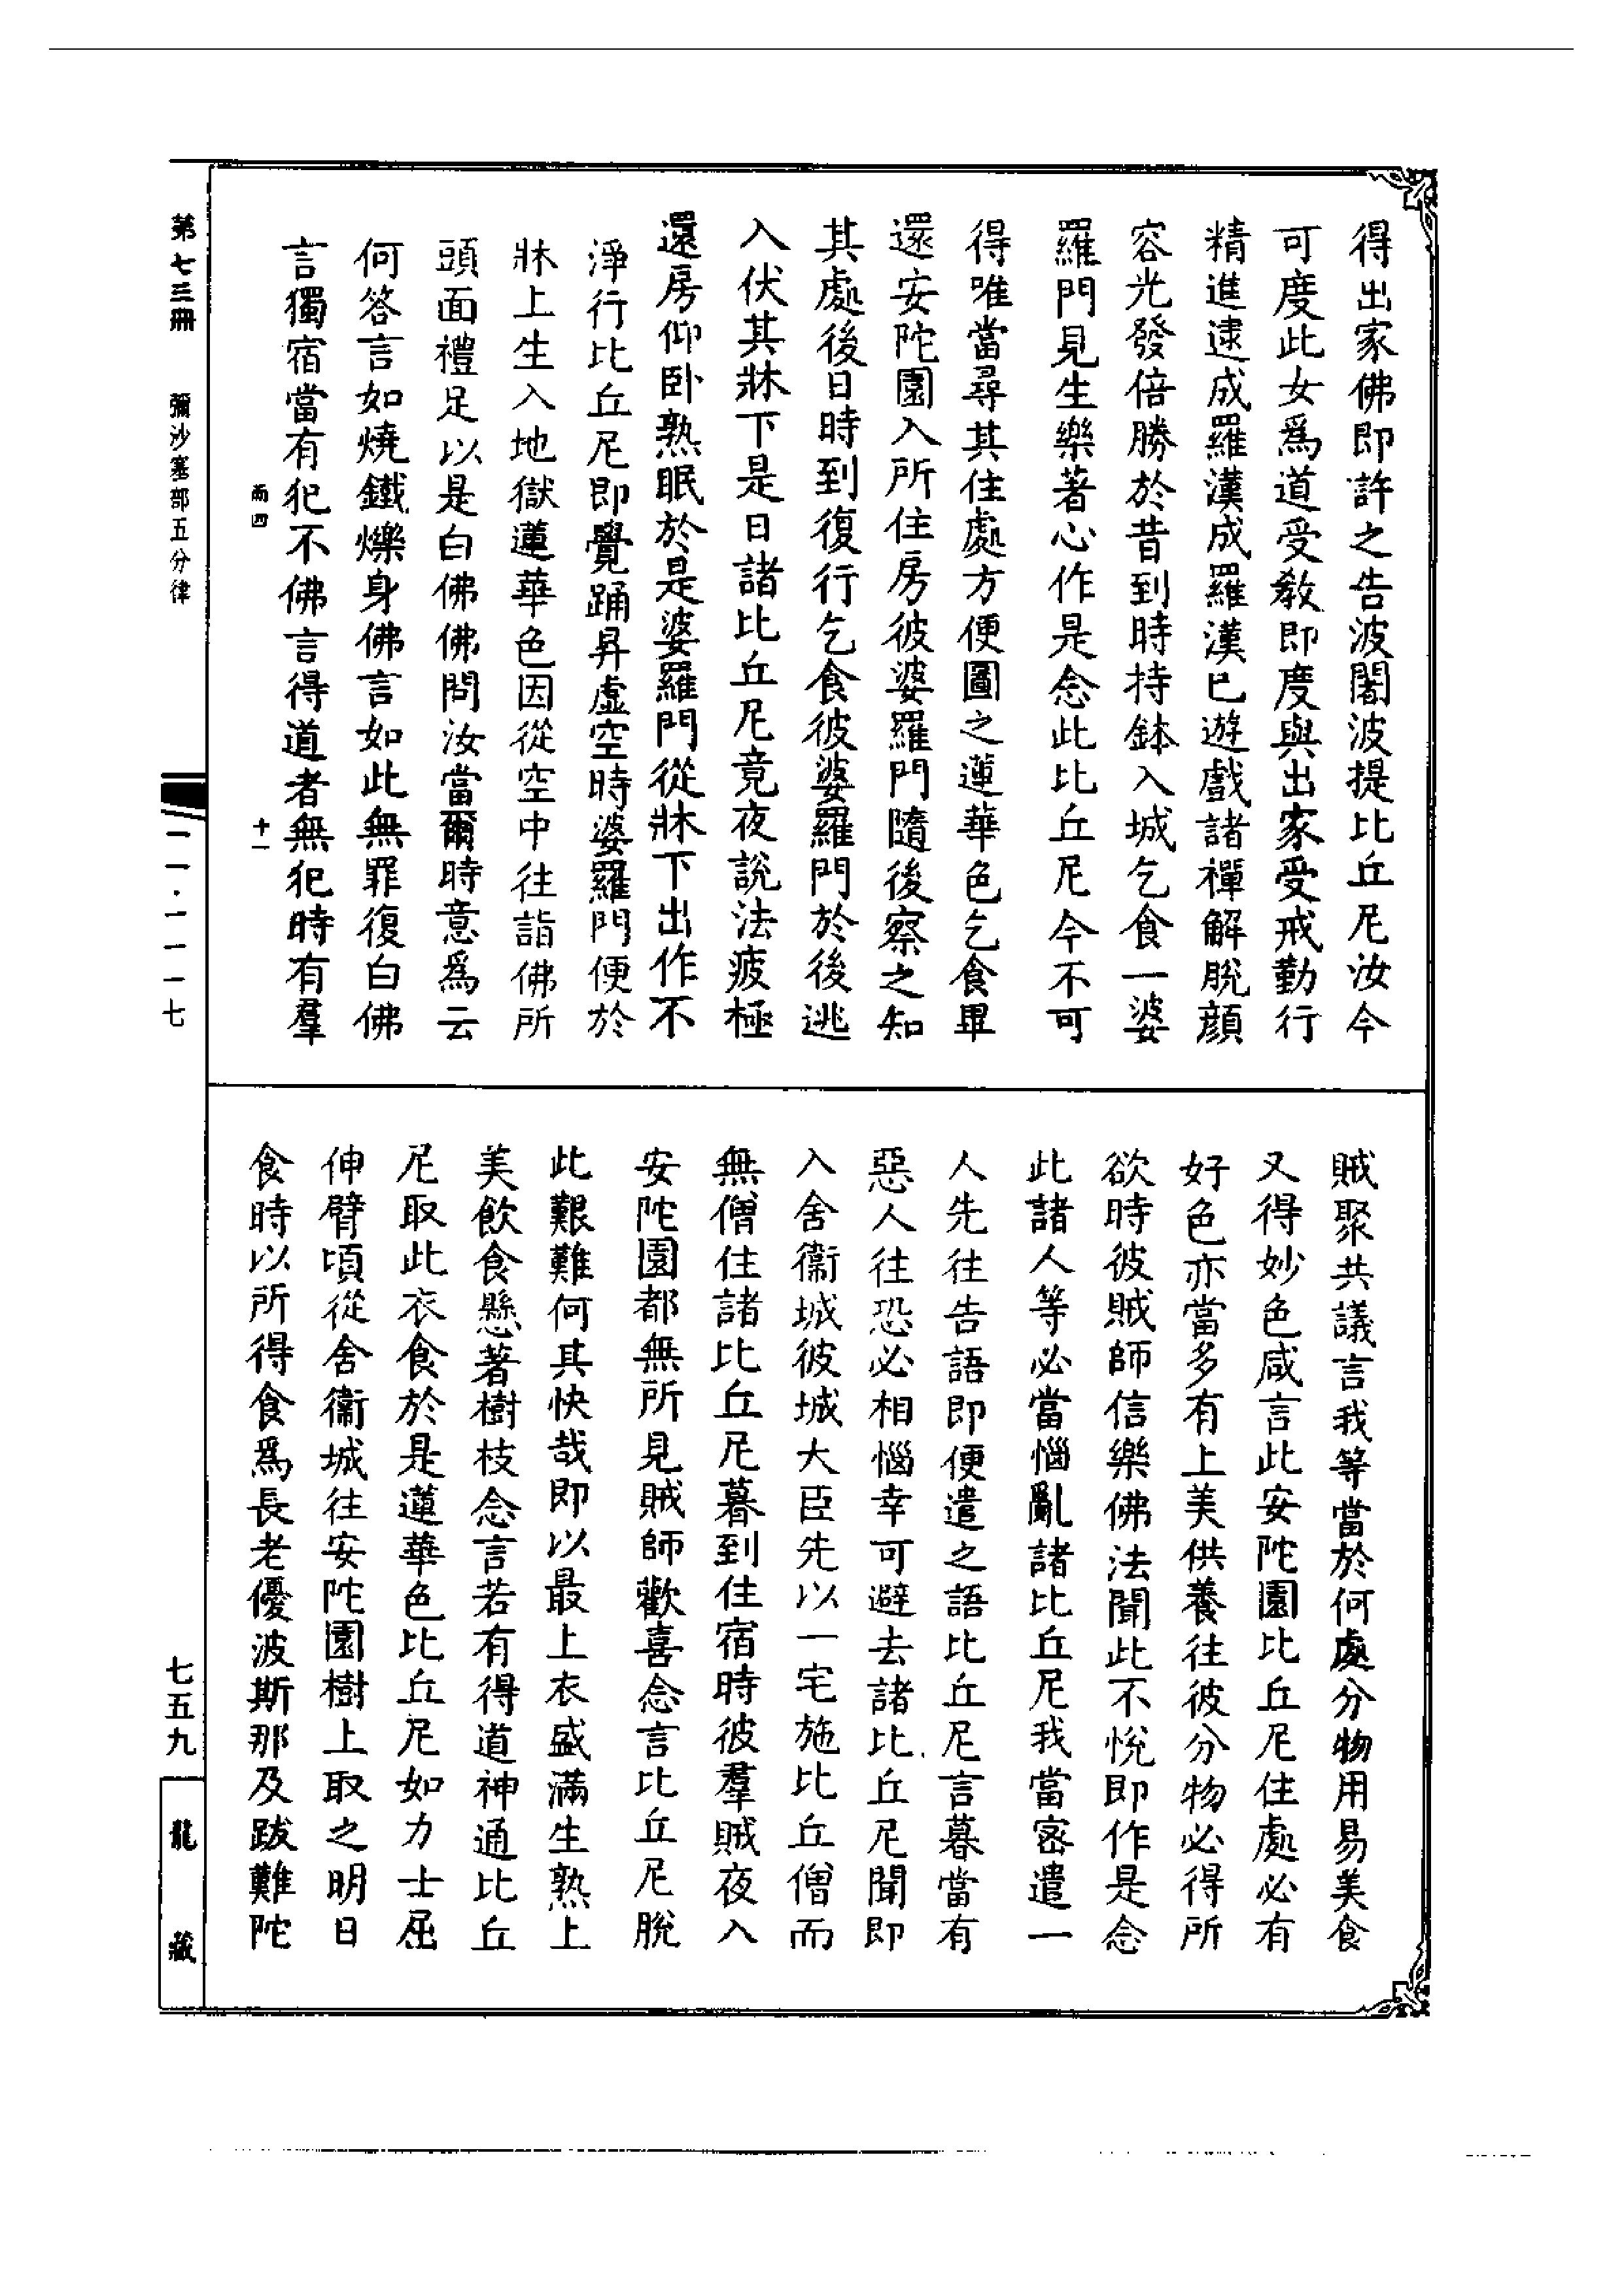 得出家佛即許之告波闍波提比丘尼汝今
可度此女爲道受教即度與出家受戒勤行
精進逮成羅漢成羅漢已遊戲諸禪解脫顏
容光發倍勝於昔到時持鉢入城乞食一婆
羅門見生樂著心作是念此比丘尼今不可
得唯當尋其住處方便圖之蓮華色乞食畢
還安陀園入所住房彼婆羅門隨後察之知
其處後日時到復行乞食彼婆羅門於後逃
入伏其牀下是日諸比丘尼竟夜說法疲極
還房仰卧熟眠於是婆羅門從牀下出作不
淨行比丘尼即覺踊昇虛空時婆羅門便於
牀上生入地獄蓮華色因從空中往詣佛所
頭面禮足以是白佛佛問汝當爾時意爲云
何答言如燒鐵爍身佛言如此無罪復白佛
言獨宿當有犯不佛言得道者無犯時有羣
賊聚共議言我等當於何處分物用易美食
又得妙色咸言此安陀園比丘尼住處必有
好色亦當多有上美供養往彼分物必得所
欲時彼賊師信樂佛法聞此不悅即作是念
此諸人等必當惱亂諸比丘尼我當密遣一
人先往告語即便遣之語比丘尼言暮當有
惡人往恐必相惱幸可避去諸比丘尼聞即
入舍衞城彼城大臣先以一宅施比丘僧而
無僧住諸比丘尼暮到住宿時彼羣賊夜入
安陀園都無所見賊師歡喜念言比丘尼脫
此艱難何其快哉即以最上衣盛滿生熟上
美飲食懸著樹枝念言若有得道神通比丘
尼取此衣食於是蓮華色比丘尼如力士屈
伸臂頃從舍衞城往安陀園樹上取之明日
食時以所得食爲長老優波斯那及跋難陀
第七三冊 彌沙塞部五分律
二一·一一一七
七五九
龍藏
而四
十一